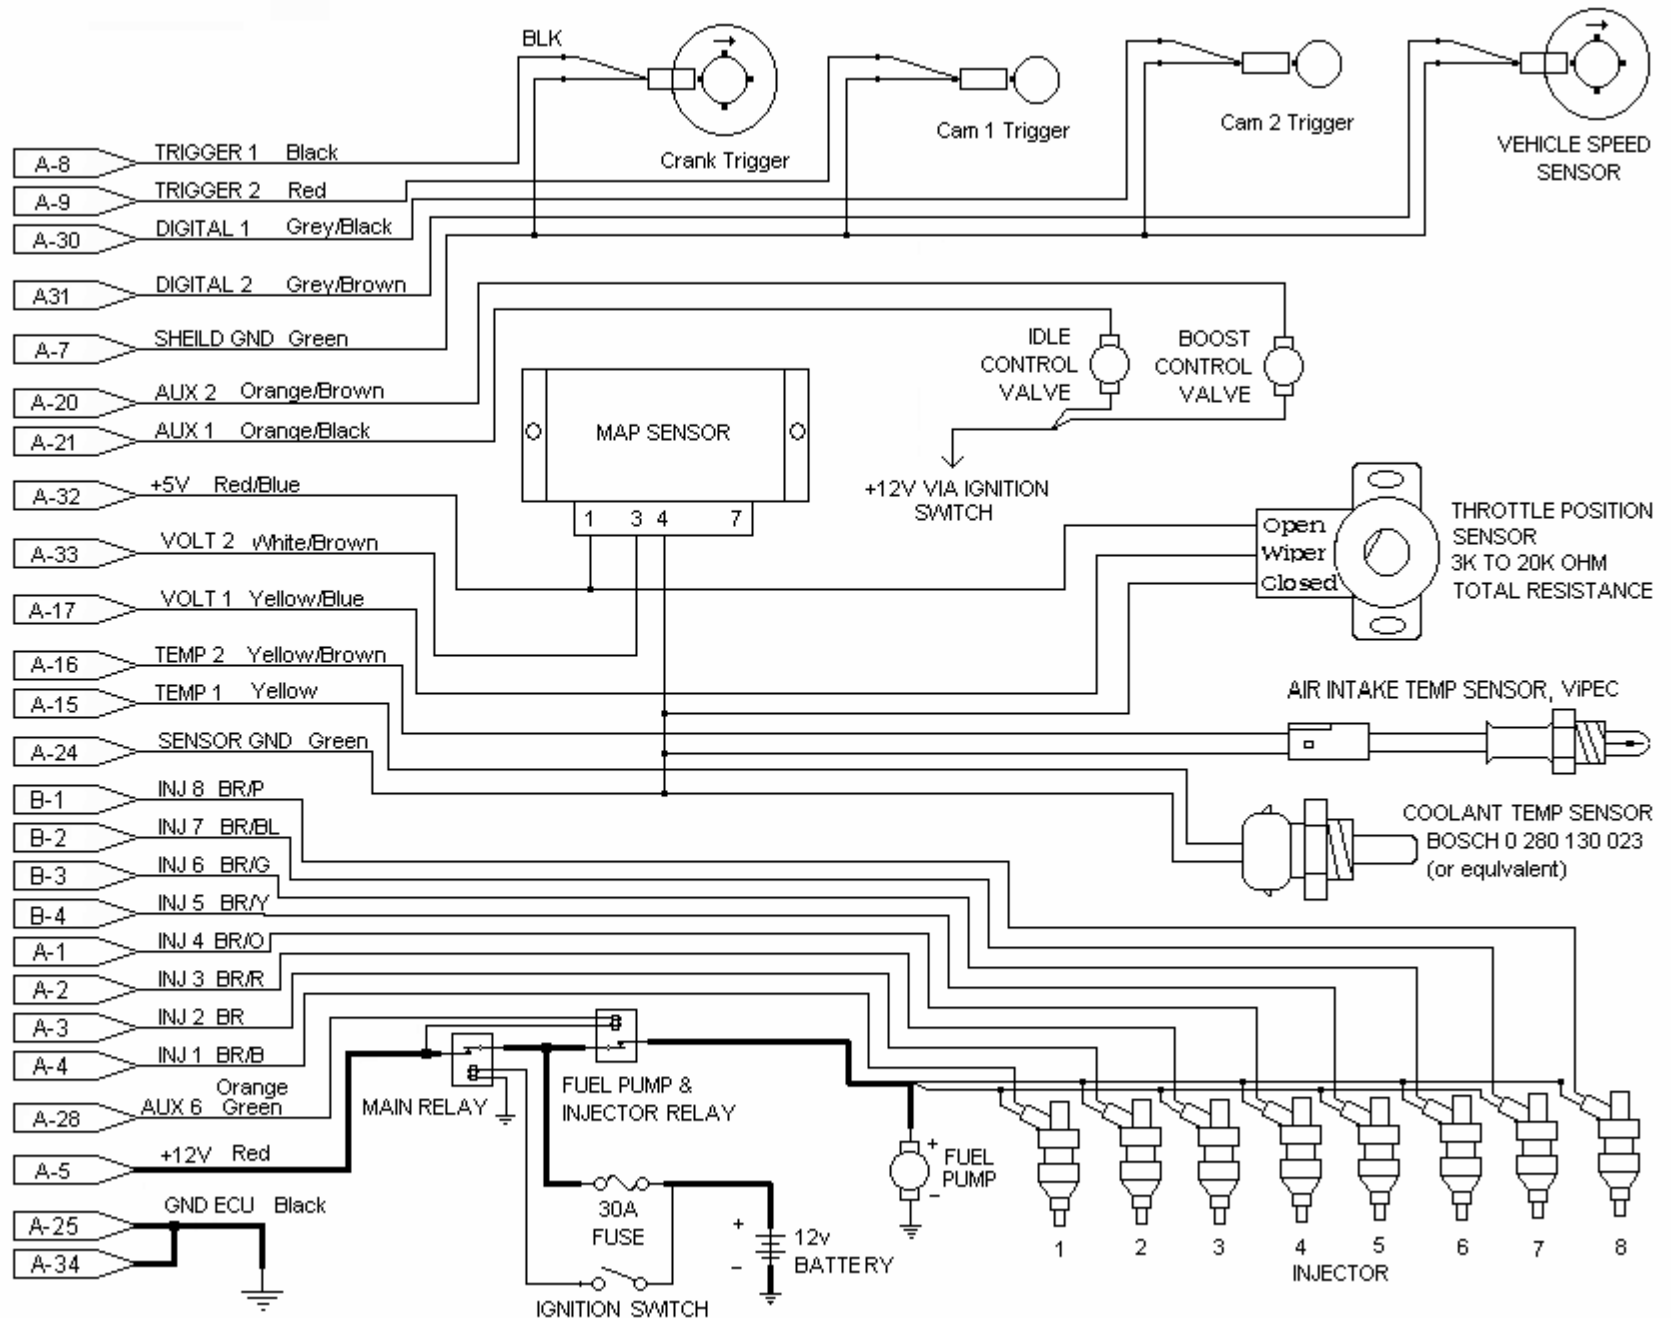 BLK
Crank Trigger
Cam 1 Trigger
Cam 2 Trigger
VEHICLE SPEED
SENSOR
A-8 TRIGGER 1 Black
A-9 TRIGGER 2 Red
A-30 DIGITAL 1 Grey/Black
A31 DIGITAL 2 Grey/Brown
A-7 SHEILD GND Green
A-20 AUX 2 Orange/Brown
A-21 AUX 1 Orange/Black
A-32 +5V Red/Blue
A-33 VOLT 2 White/Brown
A-17 VOLT 1 Yellow/Blue
A-16 TEMP 2 Yellow/Brown
A-15 TEMP 1 Yellow
A-24 SENSOR GND Green
B-1 INJ 8 BR/P
B-2 INJ 7 BR/BL
B-3 INJ 6 BR/G
B-4 INJ 5 BR/Y
A-1 INJ 4 BR/O
A-2 INJ 3 BR/R
A-3 INJ 2 BR
A-4 INJ 1 BR/B
Orange
A-28 AUX 6 Green
A-5 +12V Red
A-25 GND ECU Black
A-34
MAP SENSOR
1 3 4 7
IDLE
CONTROL
VALVE
BOOST
CONTROL
VALVE
+12V VIA IGNITION
SWITCH
Open
Wiper
Closed
THROTTLE POSITION
SENSOR
3K TO 20K OHM
TOTAL RESISTANCE
AIR INTAKE TEMP SENSOR, ViPEC
COOLANT TEMP SENSOR
BOSCH 0 280 130 023
(or equivalent)
MAIN RELAY
FUEL PUMP &
INJECTOR RELAY
+
FUEL
PUMP
–
30A
FUSE
+
12v
BATTERY
–
IGNITION SWITCH
1 2 3 4 5 6 7 8
INJECTOR